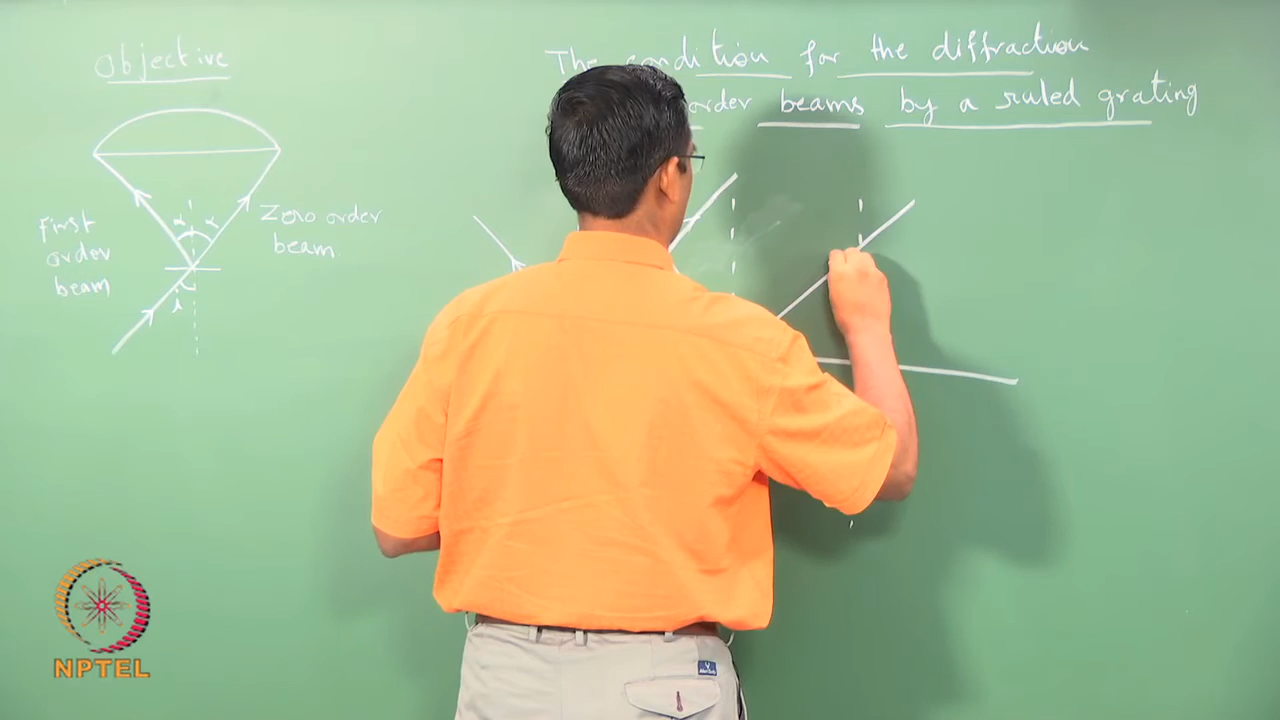 Objective
The condition for the diffraction
order beams by a ruled grating
First
order
beam
Zero order
beam.
α α
i
NPTEL